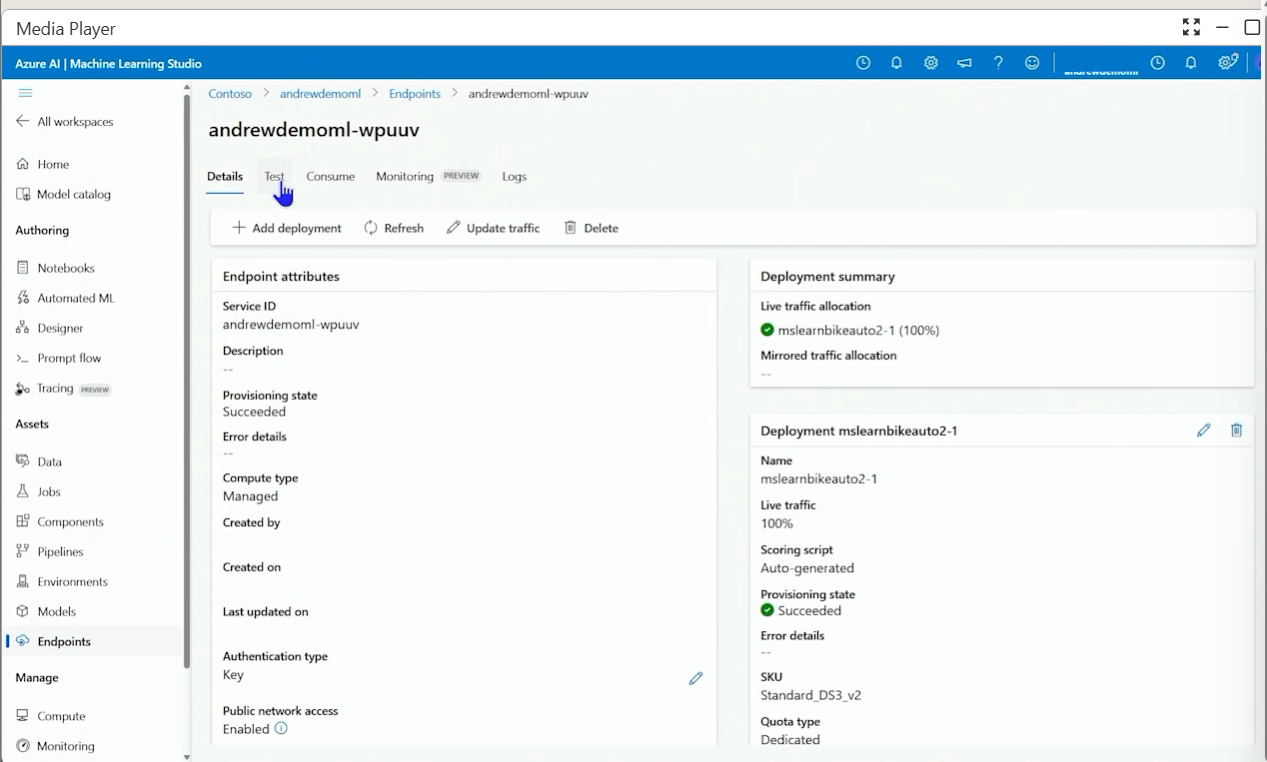 Media Player
Azure AI | Machine Learning Studio
All workspaces
Home
Model catalog
Authoring
Notebooks
Automated ML
Designer
Prompt flow
Tracing PREVIEW
Assets
Data
Jobs
Components
Pipelines
Environments
Models
Endpoints
Manage
Compute
Monitoring
Contoso > andrewdemoml > Endpoints > andrewdemoml-wpuuv
andrewdemoml-wpuuv
Details Test Consume Monitoring PREVIEW Logs
Add deployment Refresh Update traffic Delete
Endpoint attributes
Service ID
andrewdemoml-wpuuv
Description
--
Provisioning state
Succeeded
Error details
--
Compute type
Managed
Created by
Created on
Last updated on
Authentication type
Key
Public network access
Enabled
Deployment summary
Live traffic allocation
mslearnbikeauto2-1 (100%)
Mirrored traffic allocation
--
Deployment mslearnbikeauto2-1
Name
mslearnbikeauto2-1
Live traffic
100%
Scoring script
Auto-generated
Provisioning state
Succeeded
Error details
--
SKU
Standard_DS3_v2
Quota type
Dedicated